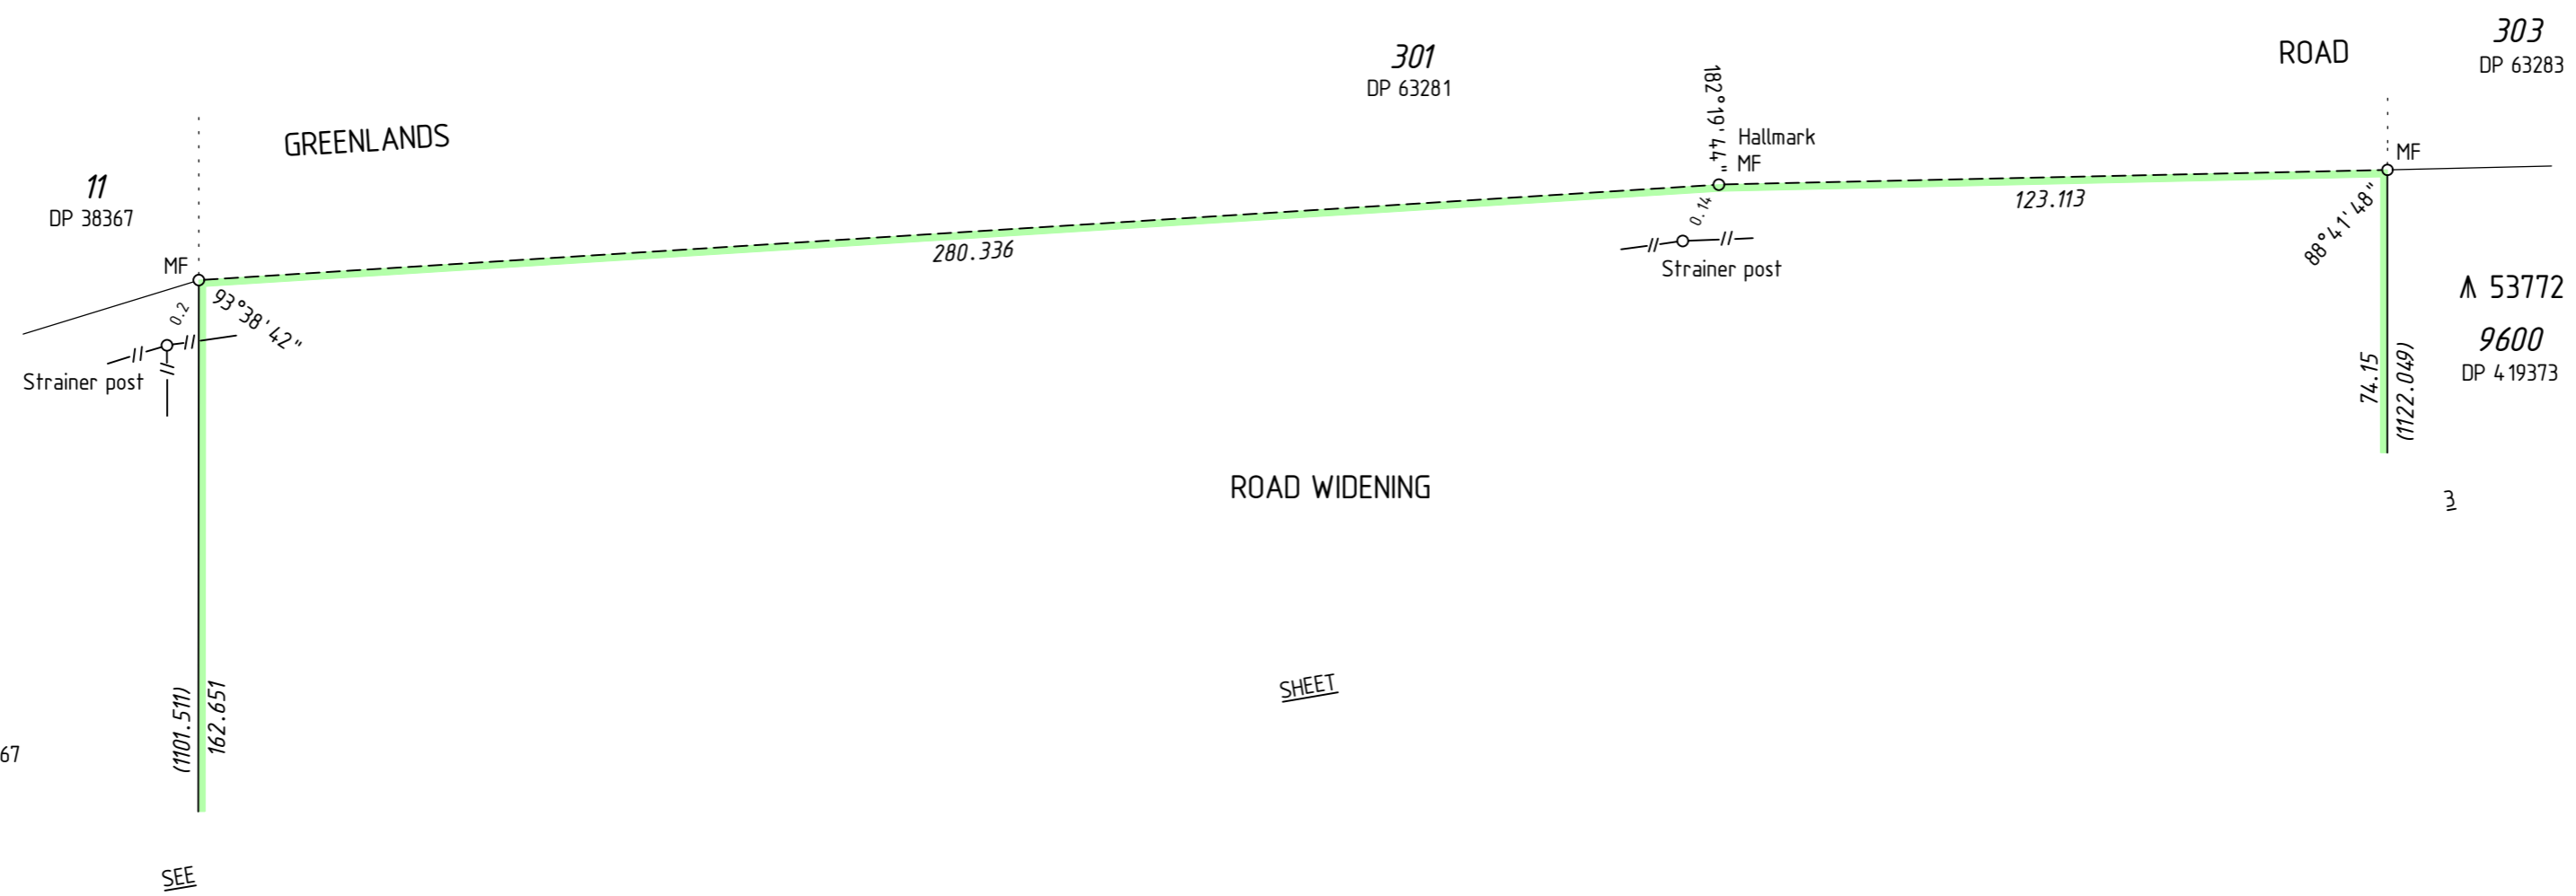 303
DP 63283
ROAD
301
DP 63281
182°19'44"
Hallmark
MF
MF
GREENLANDS
11
DP 38367
MF
280.336
123.113
0.14
Strainer post
88°41'48"
0.2
93°38'42"
Strainer post
53772
9600
DP 419373
74.15
(1122.049)
ROAD WIDENING
3
SHEET
(1101.511)
162.651
67
SEE